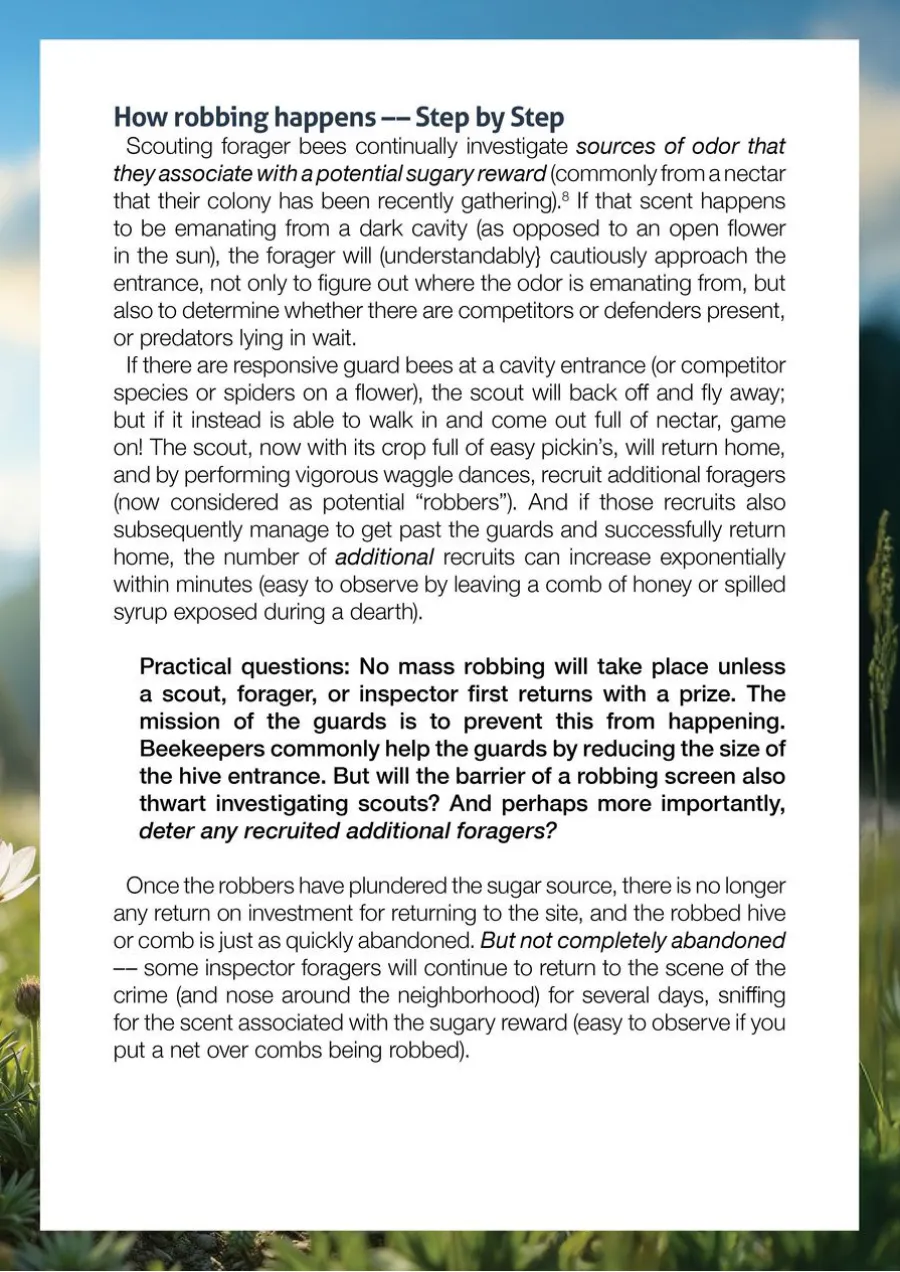 How robbing happens –– Step by Step
Scouting forager bees continually investigate sources of odor that
they associate with a potential sugary reward (commonly from a nectar
that their colony has been recently gathering).⁸ If that scent happens
to be emanating from a dark cavity (as opposed to an open flower
in the sun), the forager will (understandably} cautiously approach the
entrance, not only to figure out where the odor is emanating from, but
also to determine whether there are competitors or defenders present,
or predators lying in wait.
If there are responsive guard bees at a cavity entrance (or competitor
species or spiders on a flower), the scout will back off and fly away;
but if it instead is able to walk in and come out full of nectar, game
on! The scout, now with its crop full of easy pickin’s, will return home,
and by performing vigorous waggle dances, recruit additional foragers
(now considered as potential “robbers”). And if those recruits also
subsequently manage to get past the guards and successfully return
home, the number of additional recruits can increase exponentially
within minutes (easy to observe by leaving a comb of honey or spilled
syrup exposed during a dearth).
Practical questions: No mass robbing will take place unless
a scout, forager, or inspector first returns with a prize. The
mission of the guards is to prevent this from happening.
Beekeepers commonly help the guards by reducing the size of
the hive entrance. But will the barrier of a robbing screen also
thwart investigating scouts? And perhaps more importantly,
deter any recruited additional foragers?
Once the robbers have plundered the sugar source, there is no longer
any return on investment for returning to the site, and the robbed hive
or comb is just as quickly abandoned. But not completely abandoned
–– some inspector foragers will continue to return to the scene of the
crime (and nose around the neighborhood) for several days, sniffing
for the scent associated with the sugary reward (easy to observe if you
put a net over combs being robbed).